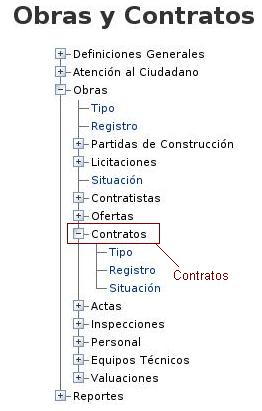 Obras y Contratos
Definiciones Generales
Atención al Ciudadano
Obras
Tipo
Registro
Partidas de Construcción
Licitaciones
Situación
Contratistas
Ofertas
Contratos
Tipo
Registro
Contratos
Situación
Actas
Inspecciones
Personal
Equipos Técnicos
Valuaciones
Reportes